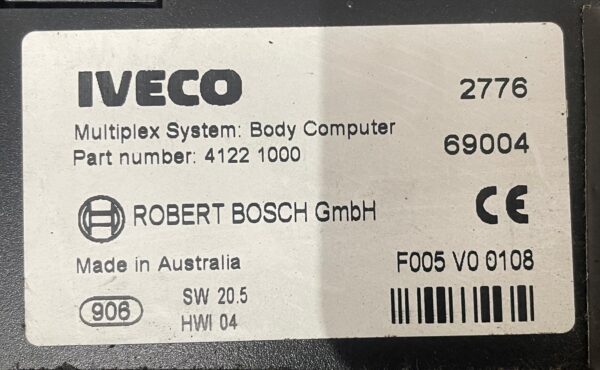 IVECO 2776
Multiplex System: Body Computer
Part number: 4122 1000 69004
ROBERT BOSCH GmbH CE
Made in Australia F005 V0 0108
906 SW 20.5
HWI 04